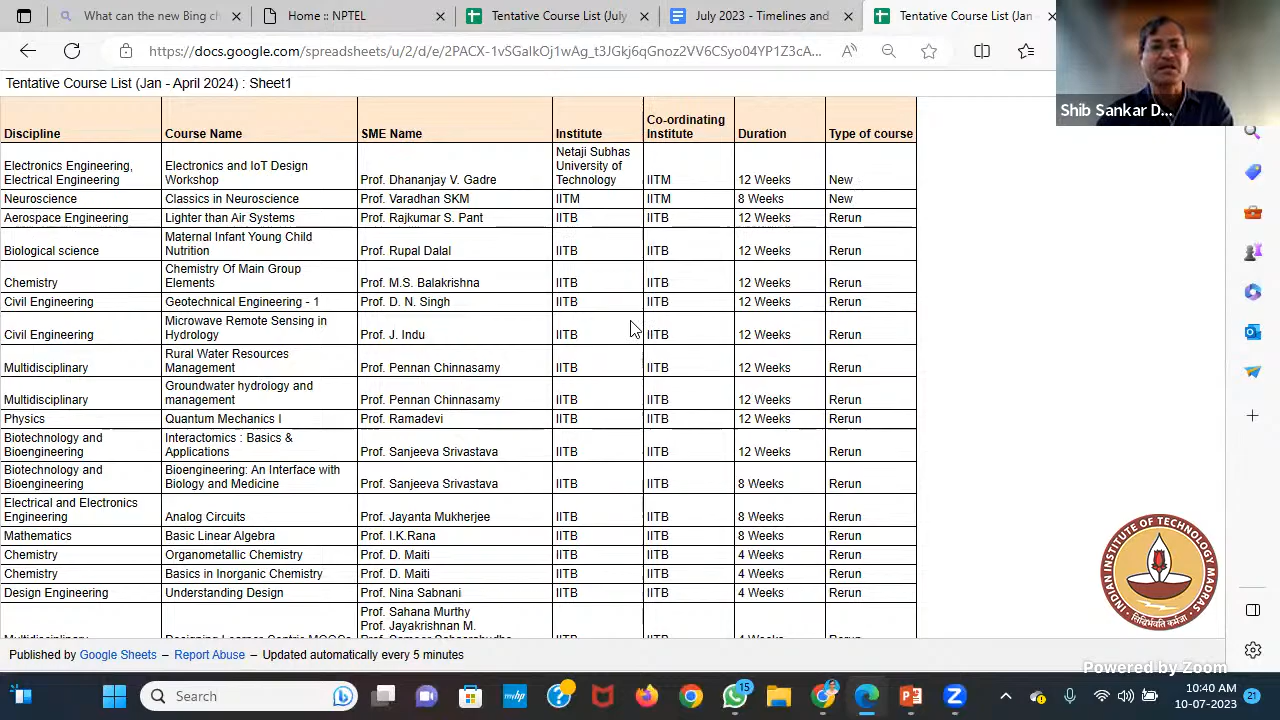 What can the new Bing ch
Home :: NPTEL
Tentative Course List (July
July 2023 - Timelines and
Tentative Course List (Jan -
https://docs.google.com/spreadsheets/u/2/d/e/2PACX-1vSGalkOj1wAg_t3JGkj6qGnoz2VV6CSyo04YP1Z3cA...
Shib Sankar D...
Tentative Course List (Jan - April 2024) : Sheet1
Discipline Course Name SME Name Institute Co-ordinating Institute Duration Type of course
Electronics Engineering, Electrical Engineering Electronics and IoT Design Workshop Prof. Dhananjay V. Gadre Netaji Subhas University of Technology IITM 12 Weeks New
Neuroscience Classics in Neuroscience Prof. Varadhan SKM IITM IITM 8 Weeks New
Aerospace Engineering Lighter than Air Systems Prof. Rajkumar S. Pant IITB IITB 12 Weeks Rerun
Biological science Maternal Infant Young Child Nutrition Prof. Rupal Dalal IITB IITB 12 Weeks Rerun
Chemistry Chemistry Of Main Group Elements Prof. M.S. Balakrishna IITB IITB 12 Weeks Rerun
Civil Engineering Geotechnical Engineering - 1 Prof. D. N. Singh IITB IITB 12 Weeks Rerun
Civil Engineering Microwave Remote Sensing in Hydrology Prof. J. Indu IITB IITB 12 Weeks Rerun
Multidisciplinary Rural Water Resources Management Prof. Pennan Chinnasamy IITB IITB 12 Weeks Rerun
Multidisciplinary Groundwater hydrology and management Prof. Pennan Chinnasamy IITB IITB 12 Weeks Rerun
Physics Quantum Mechanics I Prof. Ramadevi IITB IITB 12 Weeks Rerun
Biotechnology and Bioengineering Interactomics : Basics & Applications Prof. Sanjeeva Srivastava IITB IITB 12 Weeks Rerun
Biotechnology and Bioengineering Bioengineering: An Interface with Biology and Medicine Prof. Sanjeeva Srivastava IITB IITB 8 Weeks Rerun
Electrical and Electronics Engineering Analog Circuits Prof. Jayanta Mukherjee IITB IITB 8 Weeks Rerun
Mathematics Basic Linear Algebra Prof. I.K.Rana IITB IITB 8 Weeks Rerun
Chemistry Organometallic Chemistry Prof. D. Maiti IITB IITB 4 Weeks Rerun
Chemistry Basics in Inorganic Chemistry Prof. D. Maiti IITB IITB 4 Weeks Rerun
Design Engineering Understanding Design Prof. Nina Sabnani IITB IITB 4 Weeks Rerun
Prof. Sahana Murthy
Prof. Jayakrishnan M.
INDIAN INSTITUTE OF TECHNOLOGY MADRAS
सिद्धिर्भवति कर्मजा
Published by Google Sheets – Report Abuse – Updated automatically every 5 minutes
Powered by Zoom
Search
15
10:40 AM
10-07-2023
21